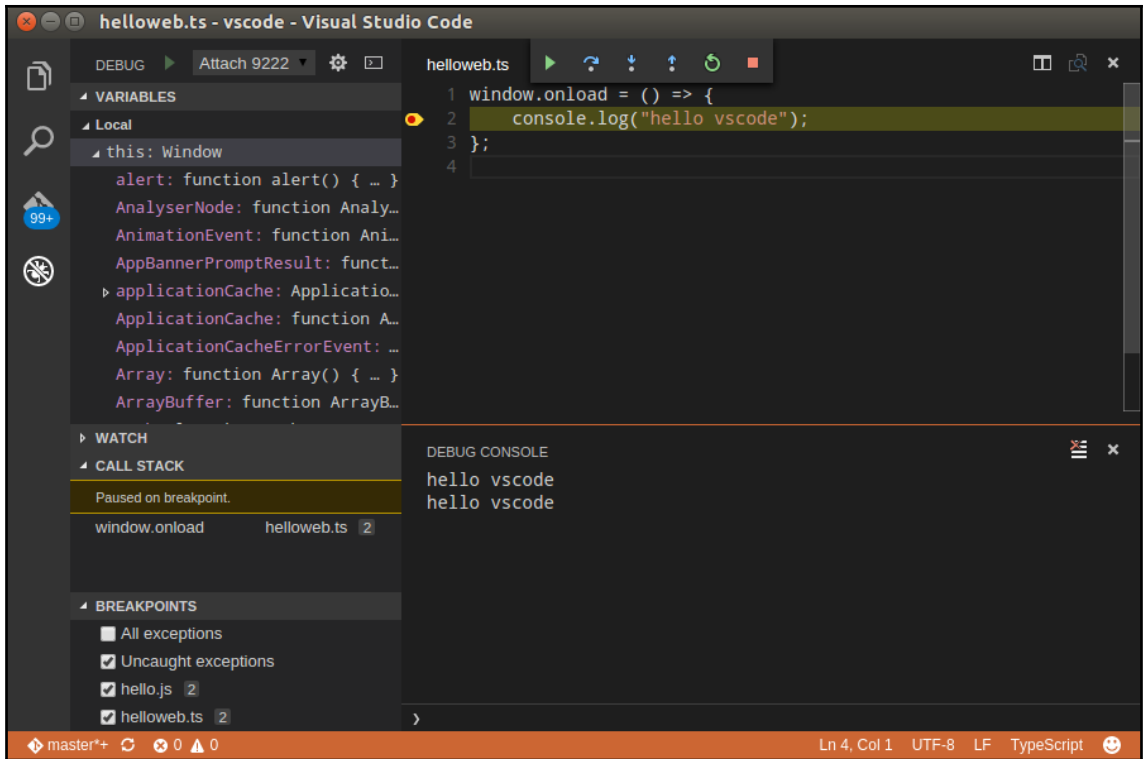 helloweb.ts - vscode - Visual Studio Code
DEBUG Attach 9222
VARIABLES
Local
this: Window
alert: function alert() { … }
AnalyserNode: function Analy…
AnimationEvent: function Ani…
AppBannerPromptResult: funct…
applicationCache: Applicatio…
ApplicationCache: function A…
ApplicationCacheErrorEvent: …
Array: function Array() { … }
ArrayBuffer: function ArrayB…
WATCH
CALL STACK
Paused on breakpoint.
window.onload helloweb.ts 2
BREAKPOINTS
All exceptions
Uncaught exceptions
hello.js 2
helloweb.ts 2
99+
helloweb.ts
1 window.onload = () => {
2 console.log("hello vscode");
3 };
4
DEBUG CONSOLE
hello vscode
hello vscode
❯
master*+ 0 0 Ln 4, Col 1 UTF-8 LF TypeScript